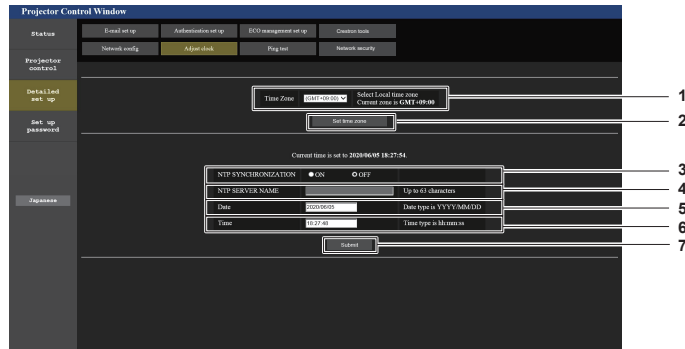 Projector Control Window
Status
E-mail set up
Authentication set up
ECO management set up
Crestron tools
Network config
Adjust clock
Ping test
Network security
Projector control
Detailed set up
Set up password
Japanese
Time Zone (GMT+09:00) Select Local time zone
Current zone is GMT+09:00
1
Set time zone
2
Current time is set to 2020/06/05 18:27:54.
NTP SYNCHRONIZATION ON OFF
3
NTP SERVER NAME Up to 63 characters
4
Date 2020/06/05 Date type is YYYY/MM/DD
5
Time 18:27:48 Time type is hh:mm:ss
6
Submit
7